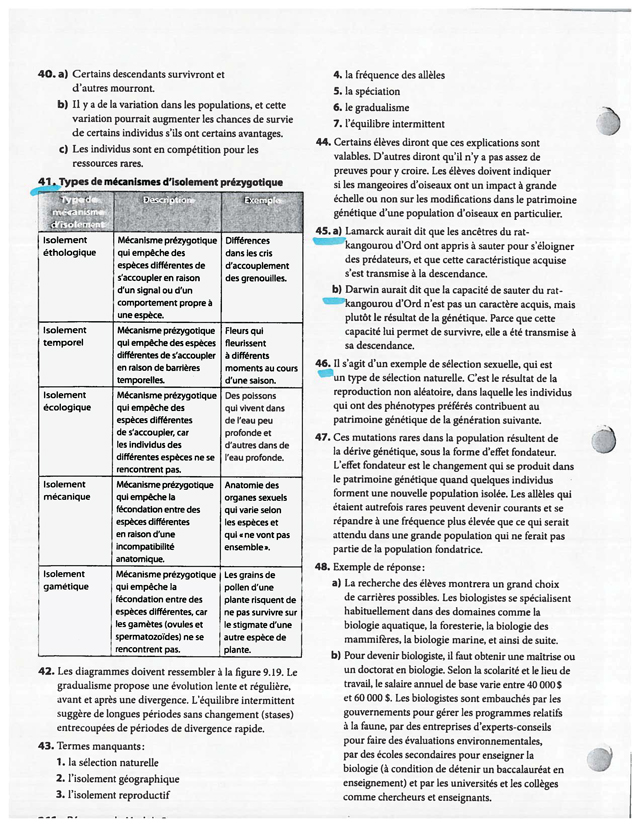 40. a) Certains descendants survivront et
d'autres mourront.
b) Il y a de la variation dans les populations, et cette
variation pourrait augmenter les chances de survie
de certains individus s'ils ont certains avantages.
c) Les individus sont en compétition pour les
ressources rares.
41. Types de mécanismes d'isolement prézygotique
Type de
mécanisme
d'isolement
Description
Exemple
Isolement
éthologique
Mécanisme prézygotique
qui empêche des
espèces différentes de
s'accoupler en raison
d'un signal ou d'un
comportement propre à
une espèce.
Différences
dans les cris
d'accouplement
des grenouilles.
Isolement
temporel
Mécanisme prézygotique
qui empêche des espèces
différentes de s'accoupler
en raison de barrières
temporelles.
Fleurs qui
fleurissent
à différents
moments au cours
d'une saison.
Isolement
écologique
Mécanisme prézygotique
qui empêche des
espèces différentes
de s'accoupler, car
les individus des
différentes espèces ne se
rencontrent pas.
Des poissons
qui vivent dans
de l'eau peu
profonde et
d'autres dans de
l'eau profonde.
Isolement
mécanique
Mécanisme prézygotique
qui empêche la
fécondation entre des
espèces différentes
en raison d'une
incompatibilité
anatomique.
Anatomie des
organes sexuels
qui varie selon
les espèces et
qui « ne vont pas
ensemble ».
Isolement
gamétique
Mécanisme prézygotique
qui empêche la
fécondation entre des
espèces différentes, car
les gamètes (ovules et
spermatozoïdes) ne se
rencontrent pas.
Les grains de
pollen d'une
plante risquent de
ne pas survivre sur
le stigmate d'une
autre espèce de
plante.
42. Les diagrammes doivent ressembler à la figure 9.19. Le
gradualisme propose une évolution lente et régulière,
avant et après une divergence. L'équilibre intermittent
suggère de longues périodes sans changement (stases)
entrecoupées de périodes de divergence rapide.
43. Termes manquants :
1. la sélection naturelle
2. l'isolement géographique
3. l'isolement reproductif
4. la fréquence des allèles
5. la spéciation
6. le gradualisme
7. l'équilibre intermittent
44. Certains élèves diront que ces explications sont
valables. D'autres diront qu'il n'y a pas assez de
preuves pour y croire. Les élèves doivent indiquer
si les mangeoires d'oiseaux ont un impact à grande
échelle ou non sur les modifications dans le patrimoine
génétique d'une population d'oiseaux en particulier.
45. a) Lamarck aurait dit que les ancêtres du rat-
kangourou d'Ord ont appris à sauter pour s'éloigner
des prédateurs, et que cette caractéristique acquise
s'est transmise à la descendance.
b) Darwin aurait dit que la capacité de sauter du rat-
kangourou d'Ord n'est pas un caractère acquis, mais
plutôt le résultat de la génétique. Parce que cette
capacité lui permet de survivre, elle a été transmise à
sa descendance.
46. Il s'agit d'un exemple de sélection sexuelle, qui est
un type de sélection naturelle. C'est le résultat de la
reproduction non aléatoire, dans laquelle les individus
qui ont des phénotypes préférés contribuent au
patrimoine génétique de la génération suivante.
47. Ces mutations rares dans la population résultent de
la dérive génétique, sous la forme d'effet fondateur.
L'effet fondateur est le changement qui se produit dans
le patrimoine génétique quand quelques individus
forment une nouvelle population isolée. Les allèles qui
étaient autrefois rares peuvent devenir courants et se
répandre à une fréquence plus élevée que ce qui serait
attendu dans une grande population qui ne ferait pas
partie de la population fondatrice.
48. Exemple de réponse :
a) La recherche des élèves montrera un grand choix
de carrières possibles. Les biologistes se spécialisent
habituellement dans des domaines comme la
biologie aquatique, la foresterie, la biologie des
mammifères, la biologie marine, et ainsi de suite.
b) Pour devenir biologiste, il faut obtenir une maîtrise ou
un doctorat en biologie. Selon la scolarité et le lieu de
travail, le salaire annuel de base varie entre 40 000 $
et 60 000 $. Les biologistes sont embauchés par les
gouvernements pour gérer les programmes relatifs
à la faune, par des entreprises d'experts-conseils
pour faire des évaluations environnementales,
par des écoles secondaires pour enseigner la
biologie (à condition de détenir un baccalauréat en
enseignement) et par les universités et les collèges
comme chercheurs et enseignants.